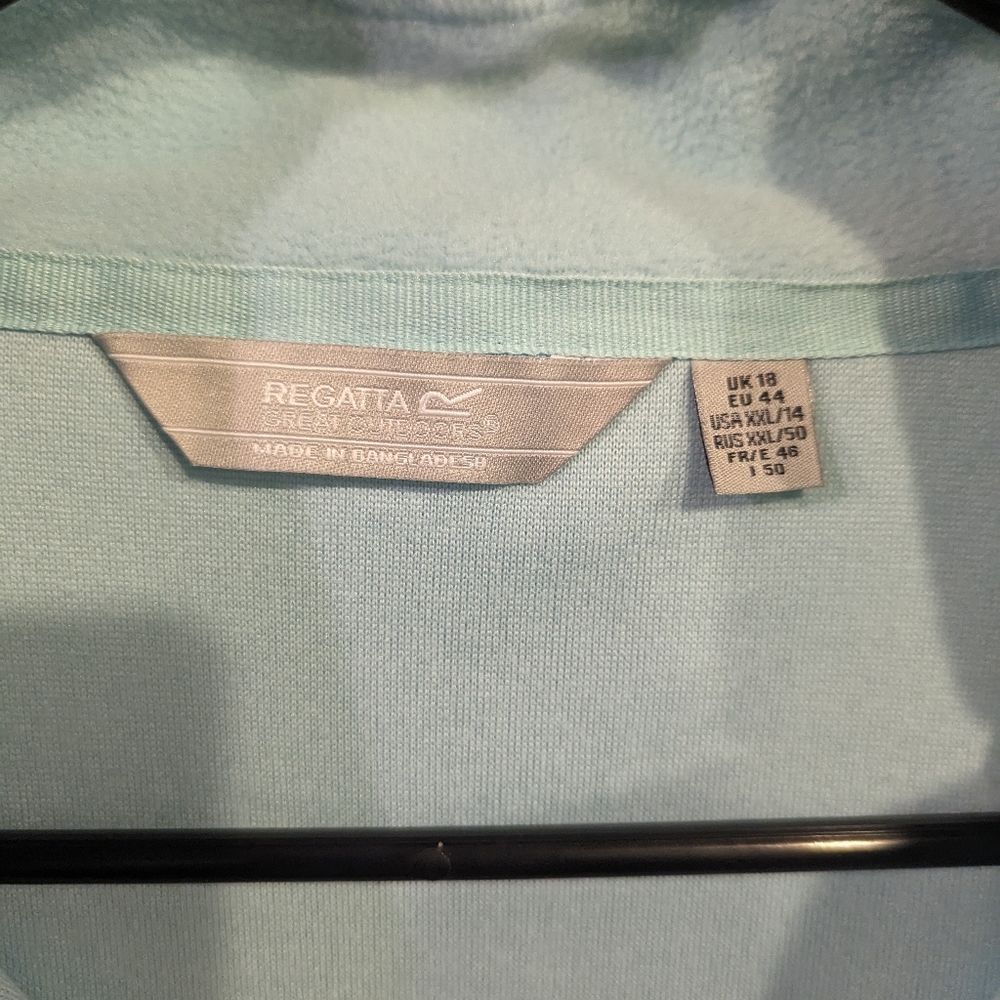 REGATTA R
GREAT OUTDOORS®
MADE IN BANGLADESH
UK 18
EU 44
USA XXL/14
RUS XXL/50
FR/E 46
I 50